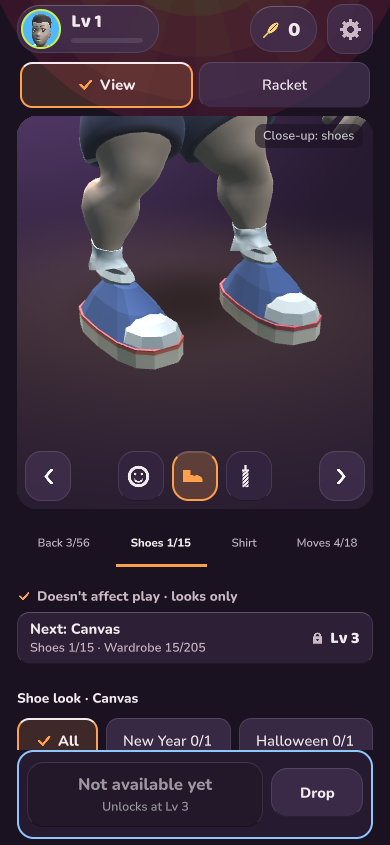 Lv 1
0
View
Racket
Close-up: shoes
Back 3/56
Shoes 1/15
Shirt
Moves 4/18
Doesn't affect play · looks only
Next: Canvas
Shoes 1/15 · Wardrobe 15/205
Lv 3
Shoe look · Canvas
All
New Year 0/1
Halloween 0/1
Not available yet
Unlocks at Lv 3
Drop